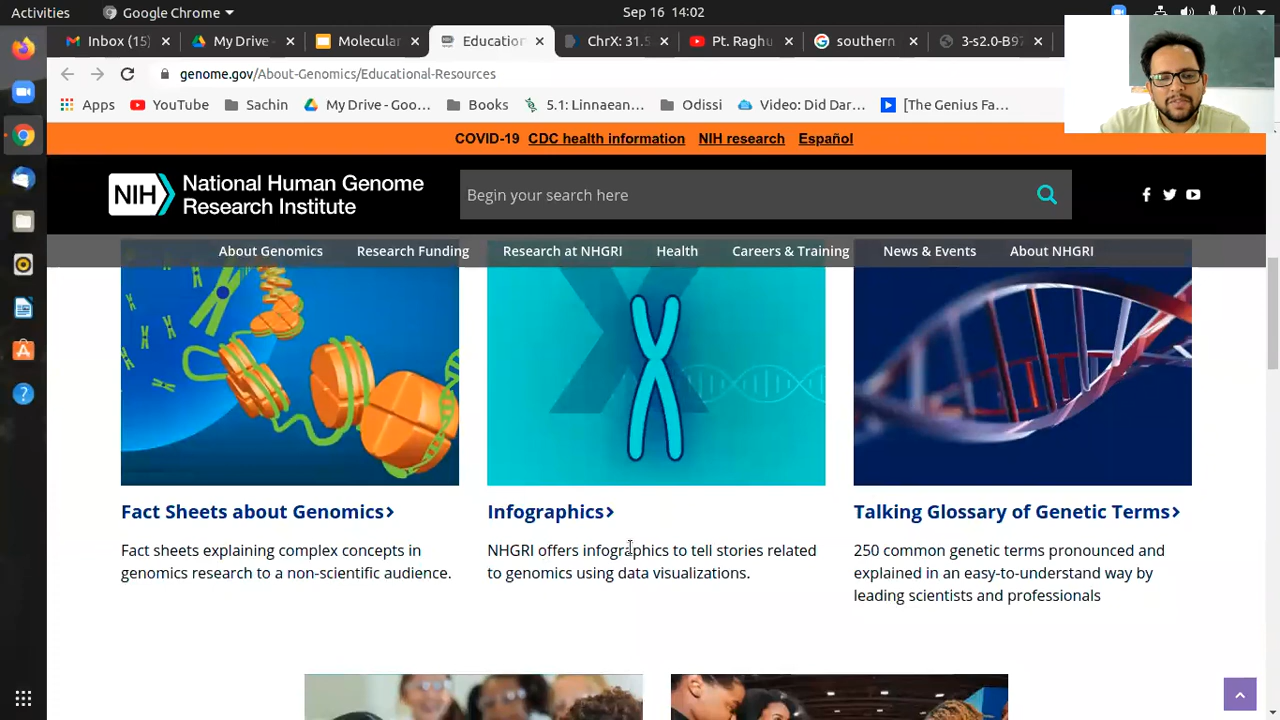 Activities
Google Chrome
Sep 16 14:02
Inbox (15)
My Drive -
Molecular
Education
ChrX: 31.5
Pt. Raghu
southern
3-s2.0-B97
genome.gov/About-Genomics/Educational-Resources
Apps
YouTube
Sachin
My Drive - Goo...
Books
5.1: Linnaean...
Odissi
Video: Did Dar...
[The Genius Fa...
COVID-19 CDC health information NIH research Español
NIH National Human Genome
Research Institute
Begin your search here
About Genomics
Research Funding
Research at NHGRI
Health
Careers & Training
News & Events
About NHGRI
Fact Sheets about Genomics
Fact sheets explaining complex concepts in
genomics research to a non-scientific audience.
Infographics
NHGRI offers infographics to tell stories related
to genomics using data visualizations.
Talking Glossary of Genetic Terms
250 common genetic terms pronounced and
explained in an easy-to-understand way by
leading scientists and professionals